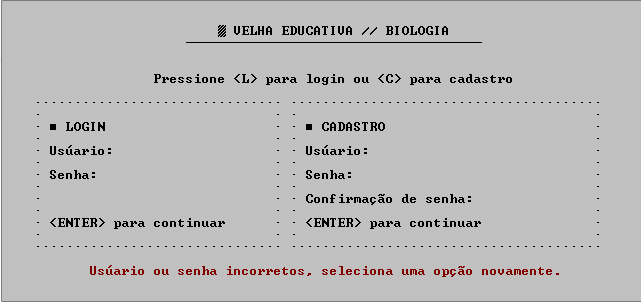 ▒ VELHA EDUCATIVA // BIOLOGIA
Pressione <L> para login ou <C> para cadastro
■ LOGIN
Usúario:
Senha:
<ENTER> para continuar
■ CADASTRO
Usúario:
Senha:
Confirmação de senha:
<ENTER> para continuar
Usúario ou senha incorretos, seleciona uma opção novamente.